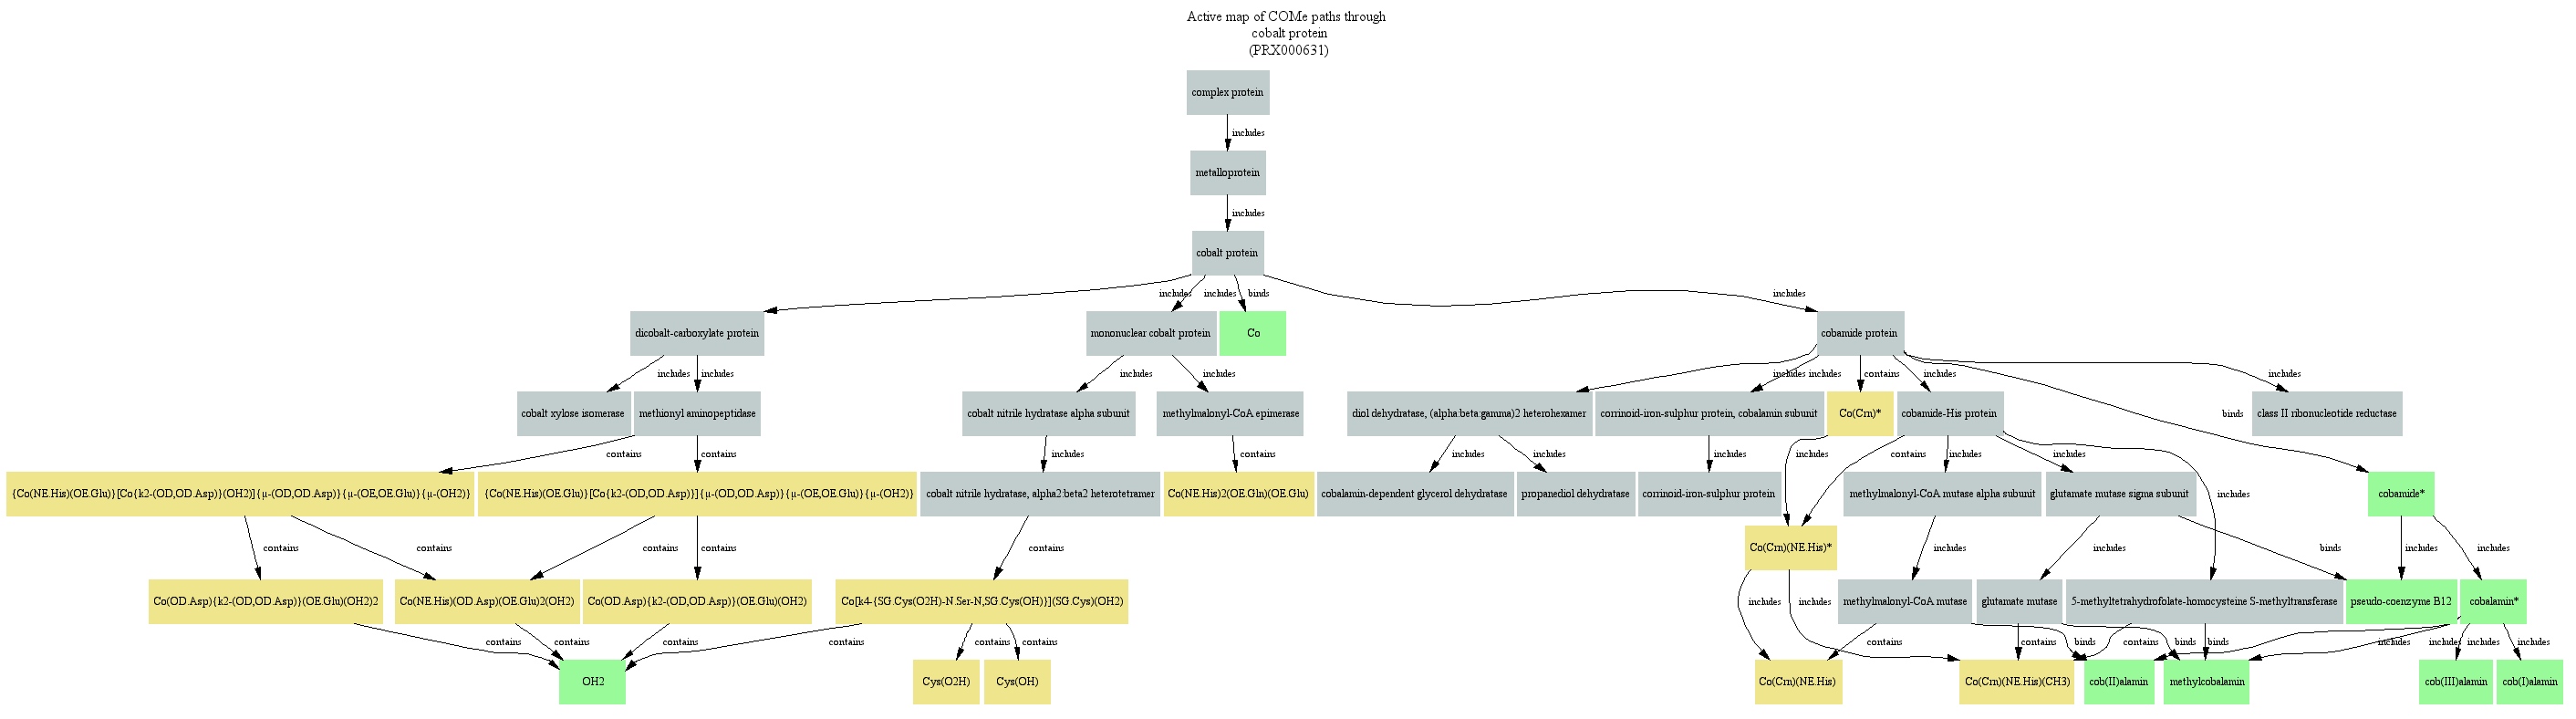 Active map of COMe paths through
cobalt protein
(PRX000631)
complex protein
includes
metalloprotein
includes
cobalt protein
includes includes binds includes
dicobalt-carboxylate protein mononuclear cobalt protein Co cobamide protein
includes includes includes includes includes includes contains includes binds includes
cobalt xylose isomerase methionyl aminopeptidase cobalt nitrile hydratase alpha subunit methylmalonyl-CoA epimerase diol dehydratase, (alpha:beta:gamma)2 heterohexamer corrinoid-iron-sulphur protein, cobalamin subunit Co(Crn)* cobamide-His protein class II ribonucleotide reductase
contains contains includes contains includes includes includes includes contains includes includes includes
{Co(NE.His)(OE.Glu)}[Co{k2-(OD,OD.Asp)}(OH2)]{μ-(OD,OD.Asp)}{μ-(OE,OE.Glu)}{μ-(OH2)} {Co(NE.His)(OE.Glu)}[Co{k2-(OD,OD.Asp)}]{μ-(OD,OD.Asp)}{μ-(OE,OE.Glu)}{μ-(OH2)} cobalt nitrile hydratase, alpha2:beta2 heterotetramer Co(NE.His)2(OE.Gln)(OE.Glu) cobalamin-dependent glycerol dehydratase propanediol dehydratase corrinoid-iron-sulphur protein methylmalonyl-CoA mutase alpha subunit glutamate mutase sigma subunit cobamide*
contains contains contains contains contains Co(Crn)(NE.His)* includes includes binds includes includes
Co(OD.Asp){k2-(OD,OD.Asp)}(OE.Glu)(OH2)2 Co(NE.His)(OD.Asp)(OE.Glu)2(OH2) Co(OD.Asp){k2-(OD,OD.Asp)}(OE.Glu)(OH2) Co[k4-{SG.Cys(O2H)-N.Ser-N,SG.Cys(OH)}](SG.Cys)(OH2) methylmalonyl-CoA mutase glutamate mutase 5-methyltetrahydrofolate-homocysteine S-methyltransferase pseudo-coenzyme B12 cobalamin*
contains contains contains contains contains contains includes includes contains contains binds contains binds binds includes includes includes includes
OH2 Cys(O2H) Cys(OH) Co(Crn)(NE.His) Co(Crn)(NE.His)(CH3) cob(II)alamin methylcobalamin cob(III)alamin cob(I)alamin